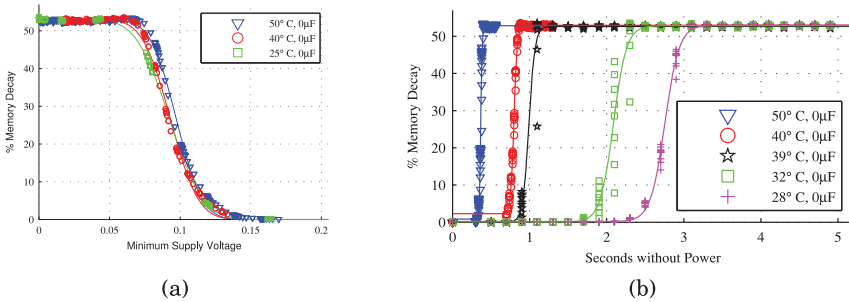 50
40
30
20
10
0
% Memory Decay
0
0.05
0.1
0.15
0.2
Minimum Supply Voltage
50° C, 0μF
40° C, 0μF
25° C, 0μF
(a)
50
40
30
20
10
0
% Memory Decay
0
1
2
3
4
5
Seconds without Power
50° C, 0μF
40° C, 0μF
39° C, 0μF
32° C, 0μF
28° C, 0μF
(b)